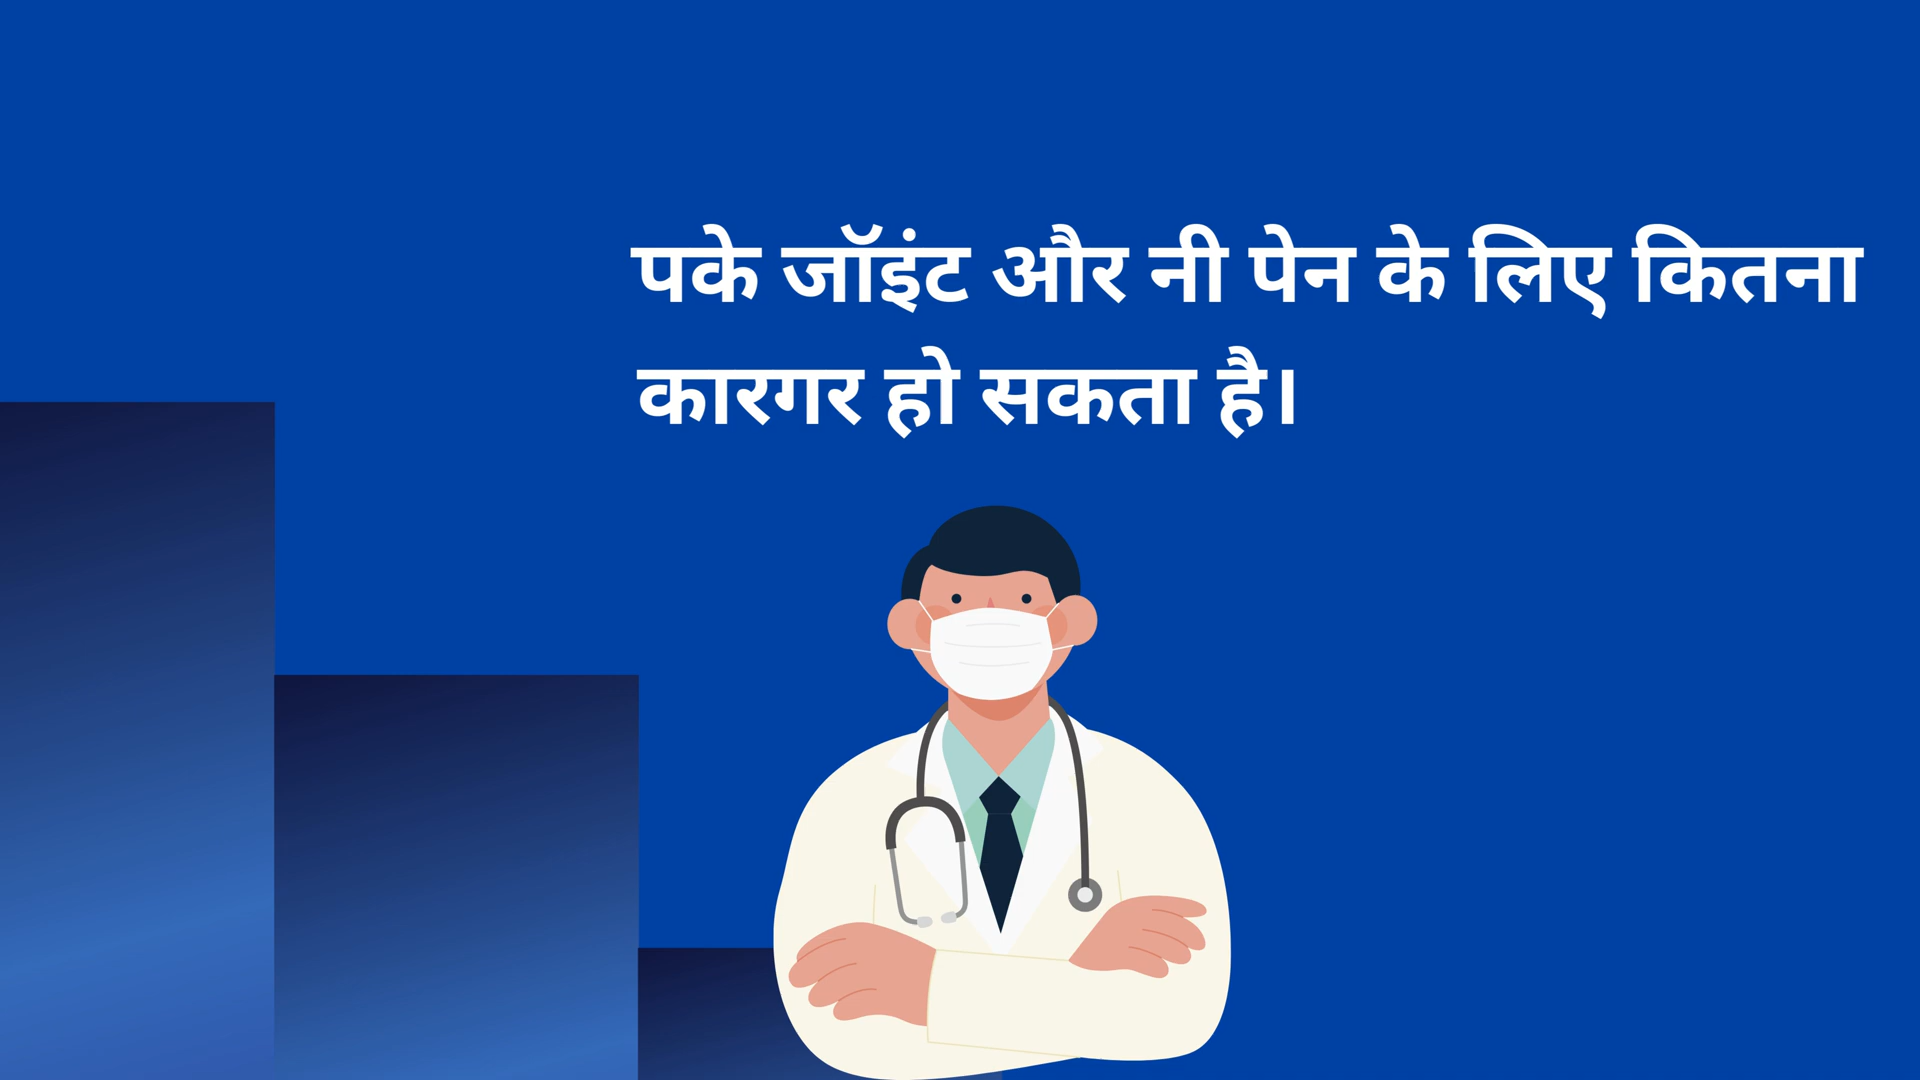 पके जॉइंट और नी पेन के लिए कितना
कारगर हो सकता है।